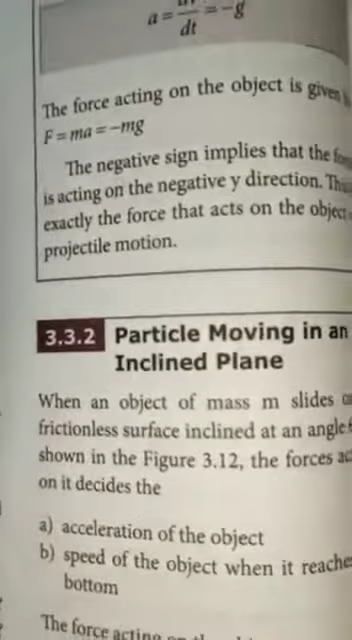 a = = -g
dt
The force acting on the object is given
F = ma = -mg
The negative sign implies that the
is acting on the negative y direction.
exactly the force that acts on the object
projectile motion.
3.3.2 Particle Moving in an
Inclined Plane
When an object of mass m slides
frictionless surface inclined at an angle
shown in the Figure 3.12, the forces
on it decides the
a) acceleration of the object
b) speed of the object when it reache
bottom
The force acting on